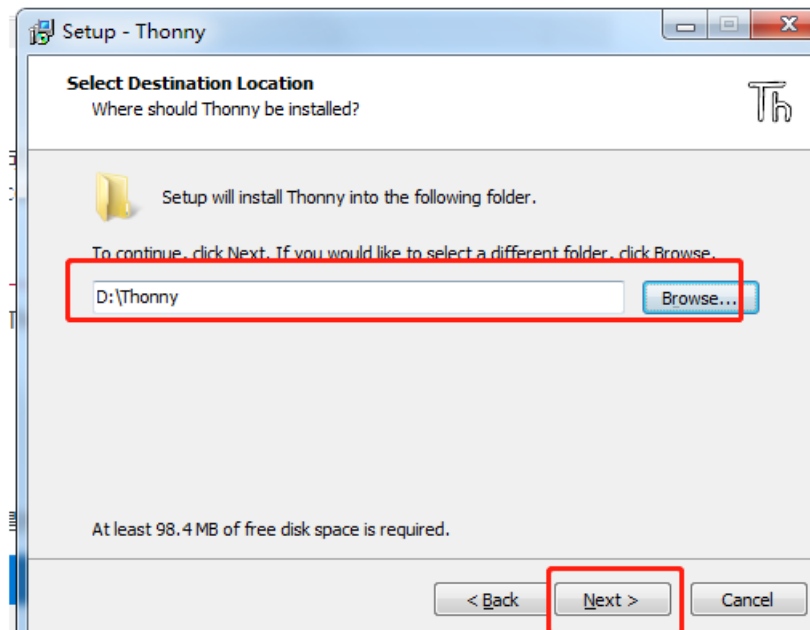 Setup - Thonny
Select Destination Location
Where should Thonny be installed?
Th
Setup will install Thonny into the following folder.
To continue, click Next. If you would like to select a different folder, click Browse.
D:\Thonny
Browse...
At least 98.4 MB of free disk space is required.
< Back
Next >
Cancel